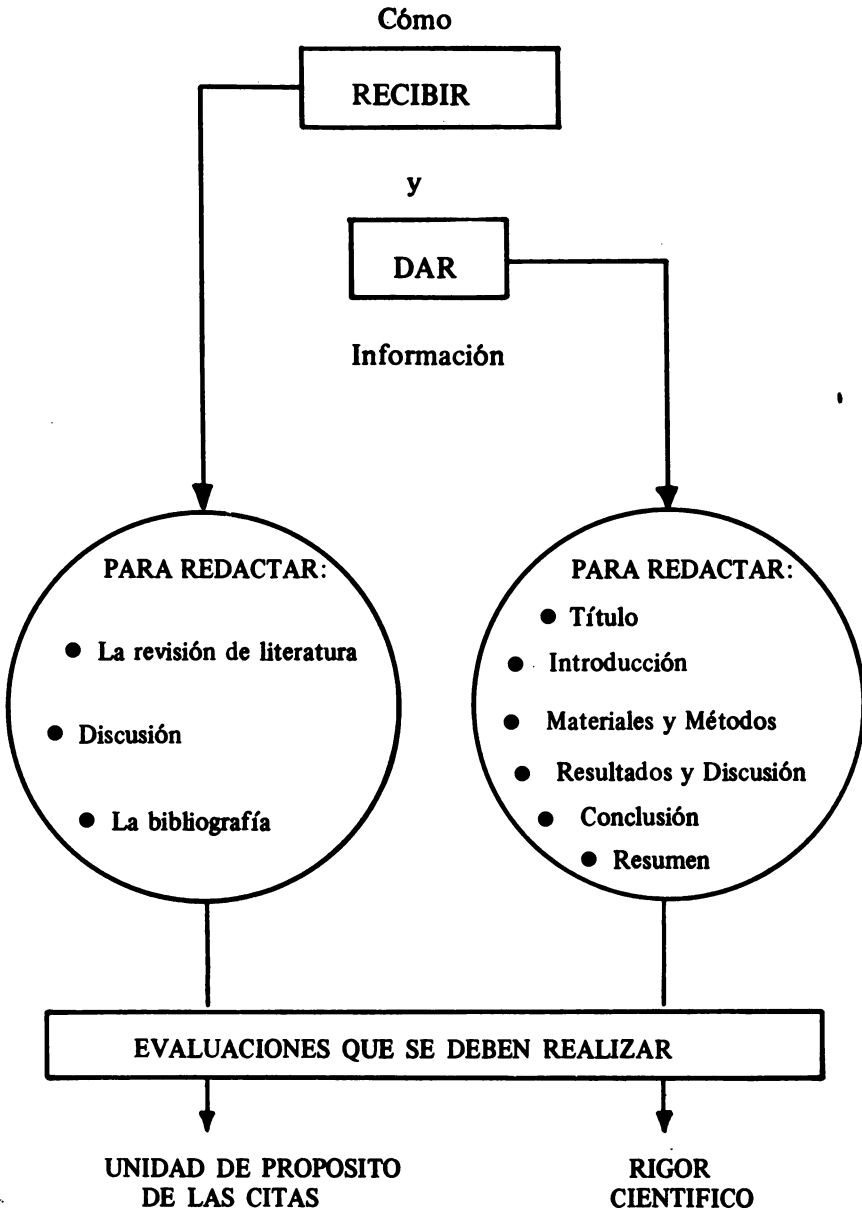 Cómo
RECIBIR
y
DAR
Información
PARA REDACTAR:
● La revisión de literatura
● Discusión
● La bibliografía
PARA REDACTAR:
● Título
● Introducción
● Materiales y Métodos
● Resultados y Discusión
● Conclusión
● Resumen
EVALUACIONES QUE SE DEBEN REALIZAR
UNIDAD DE PROPOSITO
DE LAS CITAS
RIGOR
CIENTIFICO